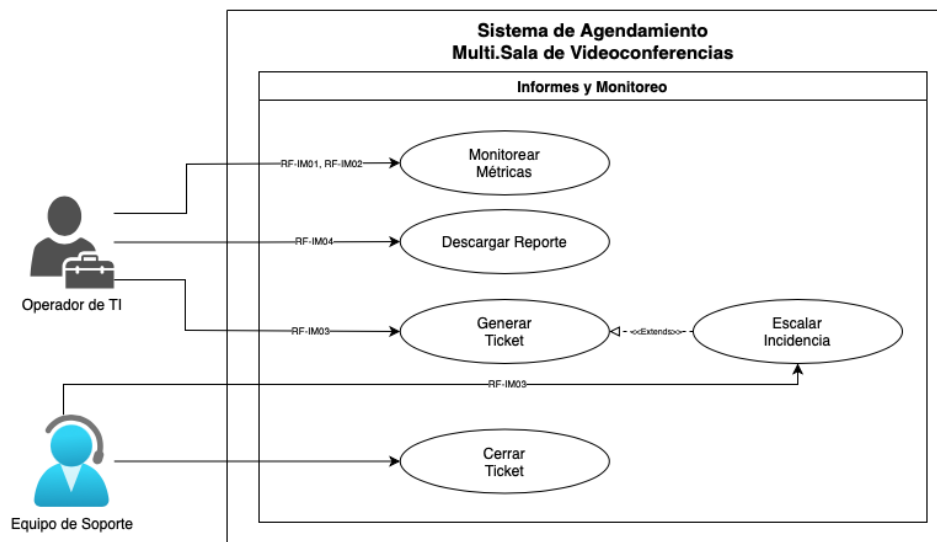 Sistema de Agendamiento
Multi.Sala de Videoconferencias
Informes y Monitoreo
RF-IM01, RF-IM02
Monitorear
Métricas
RF-IM04
Descargar Reporte
Operador de TI
RF-IM03
Generar
Ticket
<<Extends>>
Escalar
Incidencia
RF-IM03
Cerrar
Ticket
Equipo de Soporte